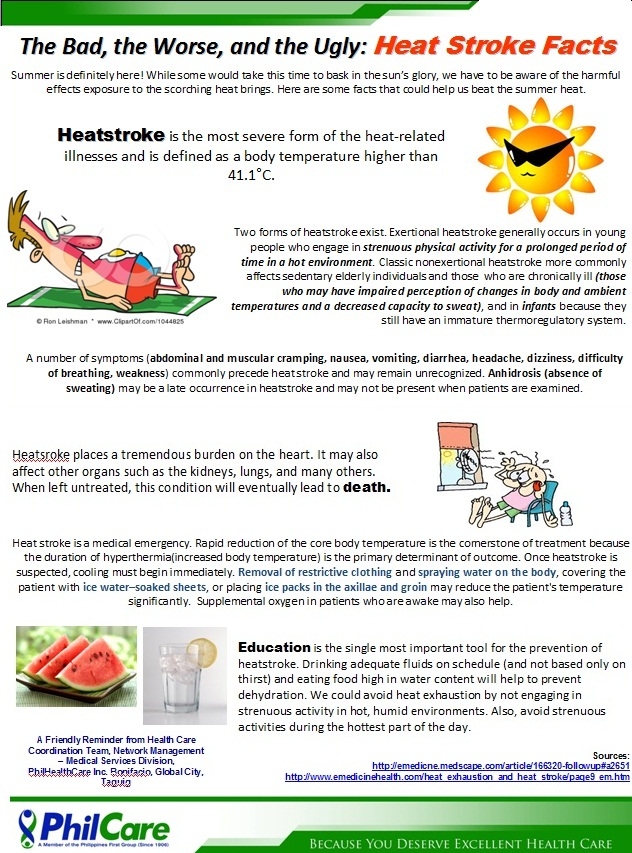 The Bad, the Worse, and the Ugly: Heat Stroke Facts
Summer is definitely here! While some would take this time to bask in the sun's glory, we have to be aware of the harmful
effects exposure to the scorching heat brings. Here are some facts that could help us beat the summer heat.
Heatstroke is the most severe form of the heat-related
illnesses and is defined as a body temperature higher than
41.1˚C.
Two forms of heatstroke exist. Exertional heatstroke generally occurs in young
people who engage in strenuous physical activity for a prolonged period of
time in a hot environment. Classic nonexertional heatstroke more commonly
affects sedentary elderly individuals and those who are chronically ill (those
who may have impaired perception of changes in body and ambient
temperatures and a decreased capacity to sweat), and in infants because they
still have an immature thermoregulatory system.
© Ron Leishman * www.ClipartOf.com/1044825
A number of symptoms (abdominal and muscular cramping, nausea, vomiting, diarrhea, headache, dizziness, difficulty
of breathing, weakness) commonly precede heat stroke and may remain unrecognized. Anhidrosis (absence of
sweating) may be a late occurrence in heatstroke and may not be present when patients are examined.
Heatsroke places a tremendous burden on the heart. It may also
affect other organs such as the kidneys, lungs, and many others.
When left untreated, this condition will eventually lead to death.
Heat stroke is a medical emergency. Rapid reduction of the core body temperature is the cornerstone of treatment because
the duration of hyperthermia(increased body temperature) is the primary determinant of outcome. Once heatstroke is
suspected, cooling must begin immediately. Removal of restrictive clothing and spraying water on the body, covering the
patient with ice water–soaked sheets, or placing ice packs in the axillae and groin may reduce the patient's temperature
significantly. Supplemental oxygen in patients who are awake may also help.
Education is the single most important tool for the prevention of
heatstroke. Drinking adequate fluids on schedule (and not based only on
thirst) and eating food high in water content will help to prevent
dehydration. We could avoid heat exhaustion by not engaging in
strenuous activity in hot, humid environments. Also, avoid strenuous
activities during the hottest part of the day.
A Friendly Reminder from Health Care
Coordination Team, Network Management
– Medical Services Division,
PhilHealthCare Inc. Bonifacio, Global City,
Taguig
Sources:
http://emedicne.medscape.com/article/166320-followup#a2651
http://www.emedicinehealth.com/heat_exhaustion_and_heat_stroke/page9_em.htm
PhilCare
A Member of the Philippines First Group (Since 1906)
Because You Deserve Excellent Health Care